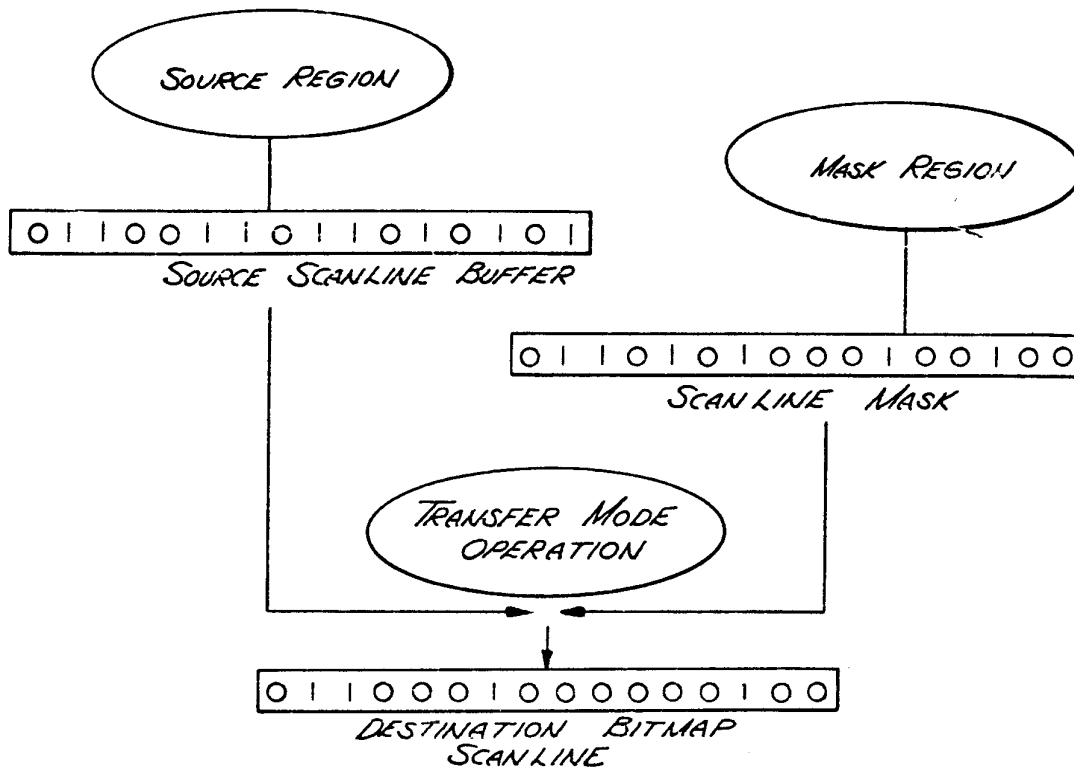 SOURCE REGION
MASK REGION
0 1 1 0 0 1 1 0 1 1 0 1 0 1 0 1
SOURCE SCANLINE BUFFER
0 1 1 0 1 0 1 0 0 0 1 0 0 1 0 0
SCANLINE MASK
TRANSFER MODE
OPERATION
0 1 1 0 0 0 1 0 0 0 0 0 0 1 0 0
DESTINATION BITMAP
SCANLINE